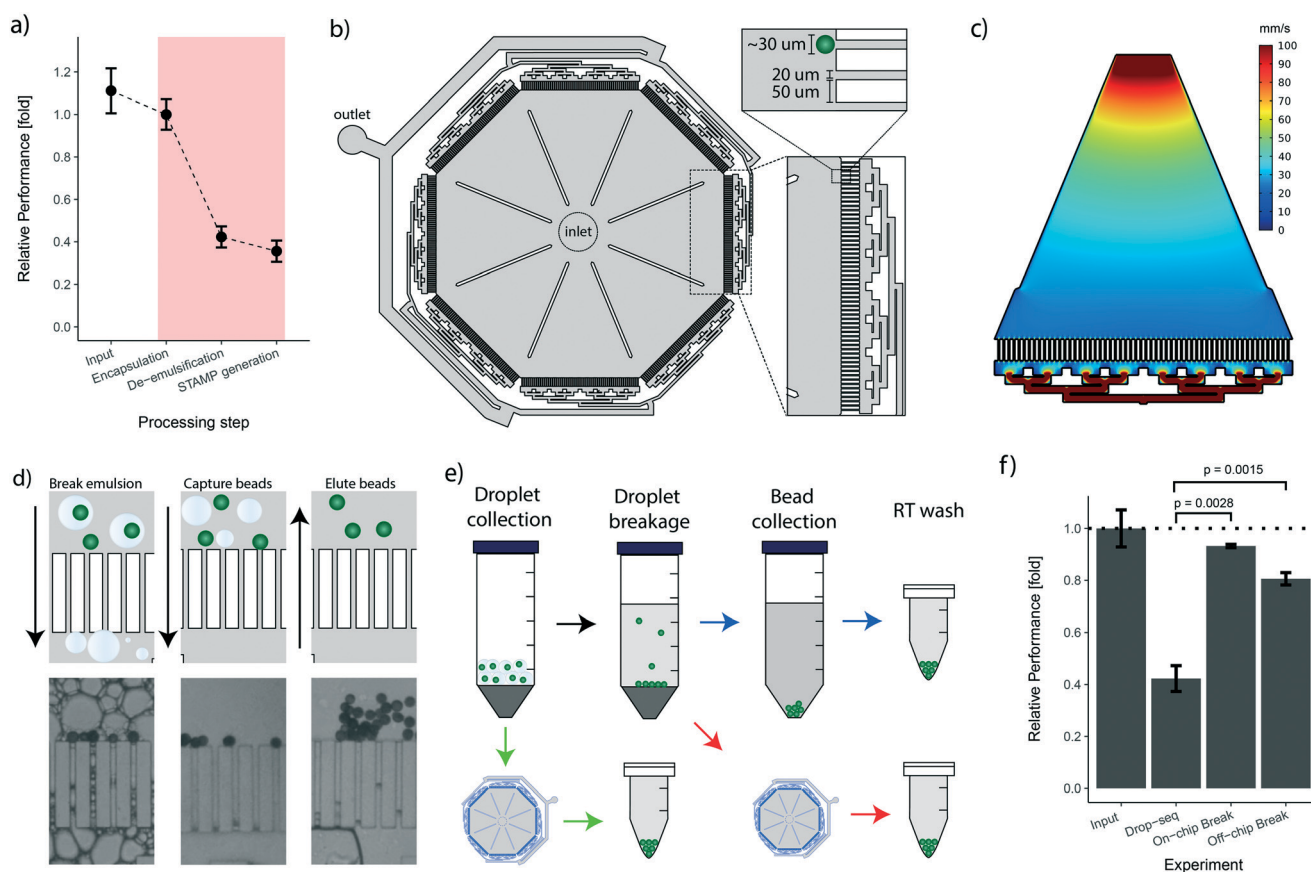 a)
1.2
1.0
0.8
0.6
0.4
0.2
0.0
Relative Performance [fold]
Input
Encapsulation
De-emulsification
STAMP generation
Processing step
b)
outlet
inlet
~30 um
20 um
50 um
c)
mm/s
100
90
80
70
60
50
40
30
20
10
0
d)
Break emulsion
Capture beads
Elute beads
e)
Droplet
collection
Droplet
breakage
Bead
collection
RT wash
f)
p = 0.0015
p = 0.0028
1.0
0.8
0.6
0.4
0.2
0.0
Relative Performance [fold]
Input
Drop-seq
On-chip Break
Off-chip Break
Experiment